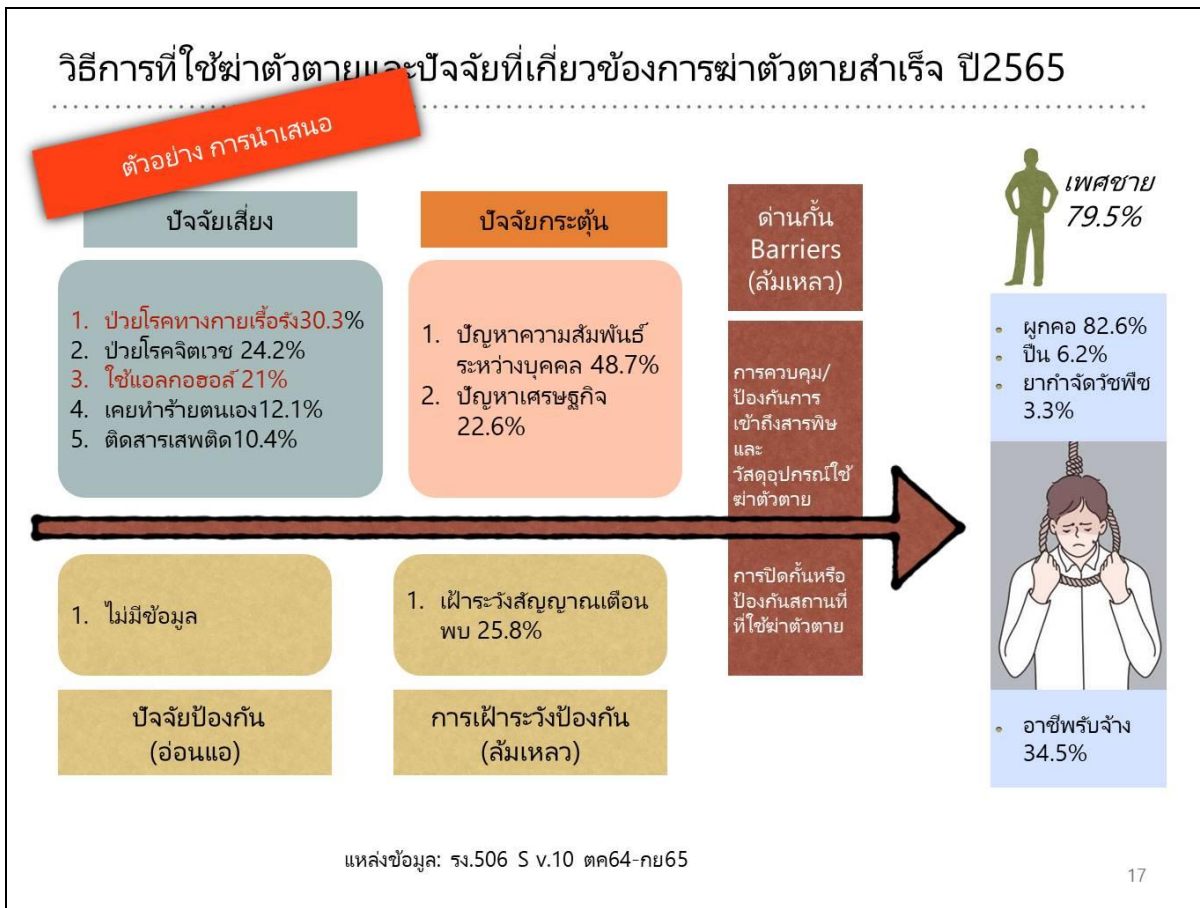 วิธีการที่ใช้ฆ่าตัวตายและปัจจัยที่เกี่ยวข้องการฆ่าตัวตายสำเร็จ ปี2565
ตัวอย่าง การนำเสนอ
ปัจจัยเสี่ยง
1. ป่วยโรคทางกายเรื้อรัง30.3%
2. ป่วยโรคจิตเวช 24.2%
3. ใช้แอลกอฮอล์ 21%
4. เคยทำร้ายตนเอง12.1%
5. ติดสารเสพติด10.4%
ปัจจัยกระตุ้น
1. ปัญหาความสัมพันธ์
ระหว่างบุคคล 48.7%
2. ปัญหาเศรษฐกิจ
22.6%
ด่านกั้น
Barriers
(ล้มเหลว)
การควบคุม/
ป้องกันการ
เข้าถึงสารพิษ
และ
วัสดุอุปกรณ์ใช้
ฆ่าตัวตาย
การปิดกั้นหรือ
ป้องกันสถานที่
ที่ใช้ฆ่าตัวตาย
เพศชาย
79.5%
• ผูกคอ 82.6%
• ปืน 6.2%
• ยากำจัดวัชพืช
3.3%
• อาชีพรับจ้าง
34.5%
1. ไม่มีข้อมูล
ปัจจัยป้องกัน
(อ่อนแอ)
1. เฝ้าระวังสัญญาณเตือน
พบ 25.8%
การเฝ้าระวังป้องกัน
(ล้มเหลว)
แหล่งข้อมูล: รง.506 S v.10 ตค64-กย65
17